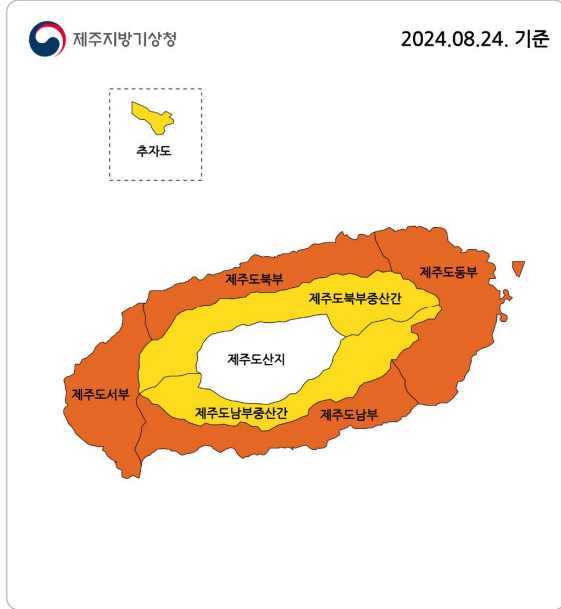 제주지방기상청
2024.08.24. 기준
추자도
제주도북부
제주도동부
제주도북부중산간
제주도산지
제주도서부
제주도남부중산간
제주도남부